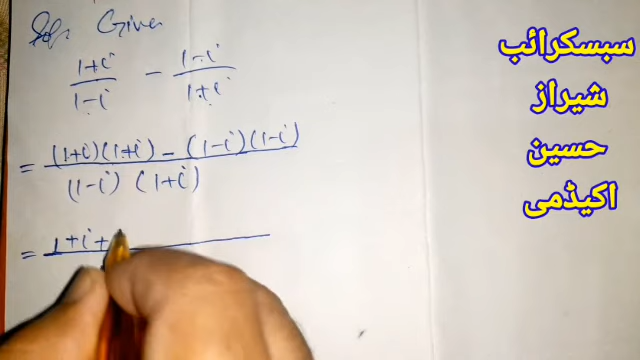 Sol: Given
1+i/1-i - 1-i/1+i
= (1+i)(1+i) - (1-i)(1-i)/(1-i) (1+i)
= 1+i+
سبسکرائب
شیراز
حسین
اکیڈمی